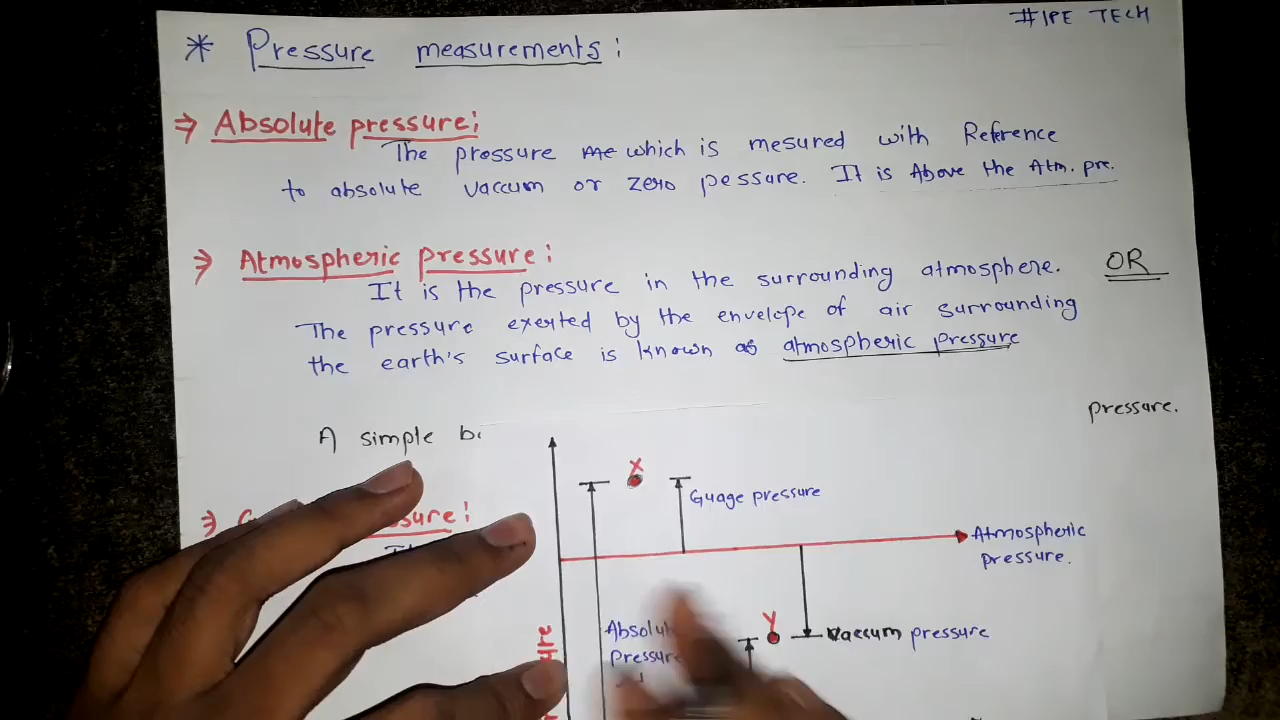 #IPE TECH
* Pressure measurements:
⇒ Absolute pressure:
The pressure me which is mesured with Reference
to absolute vaccum or zero pessure. It is Above the Atm. pre.
⇒ Atmospheric pressure:
It is the pressure in the surrounding atmosphere. OR
The pressure exerted by the envelope of air surrounding
the earth's surface is known as atmospheric pressure
pressure.
A simple
X
Guage pressure
Atmospheric
pressure.
Y
Vaccum pressure
Pressure